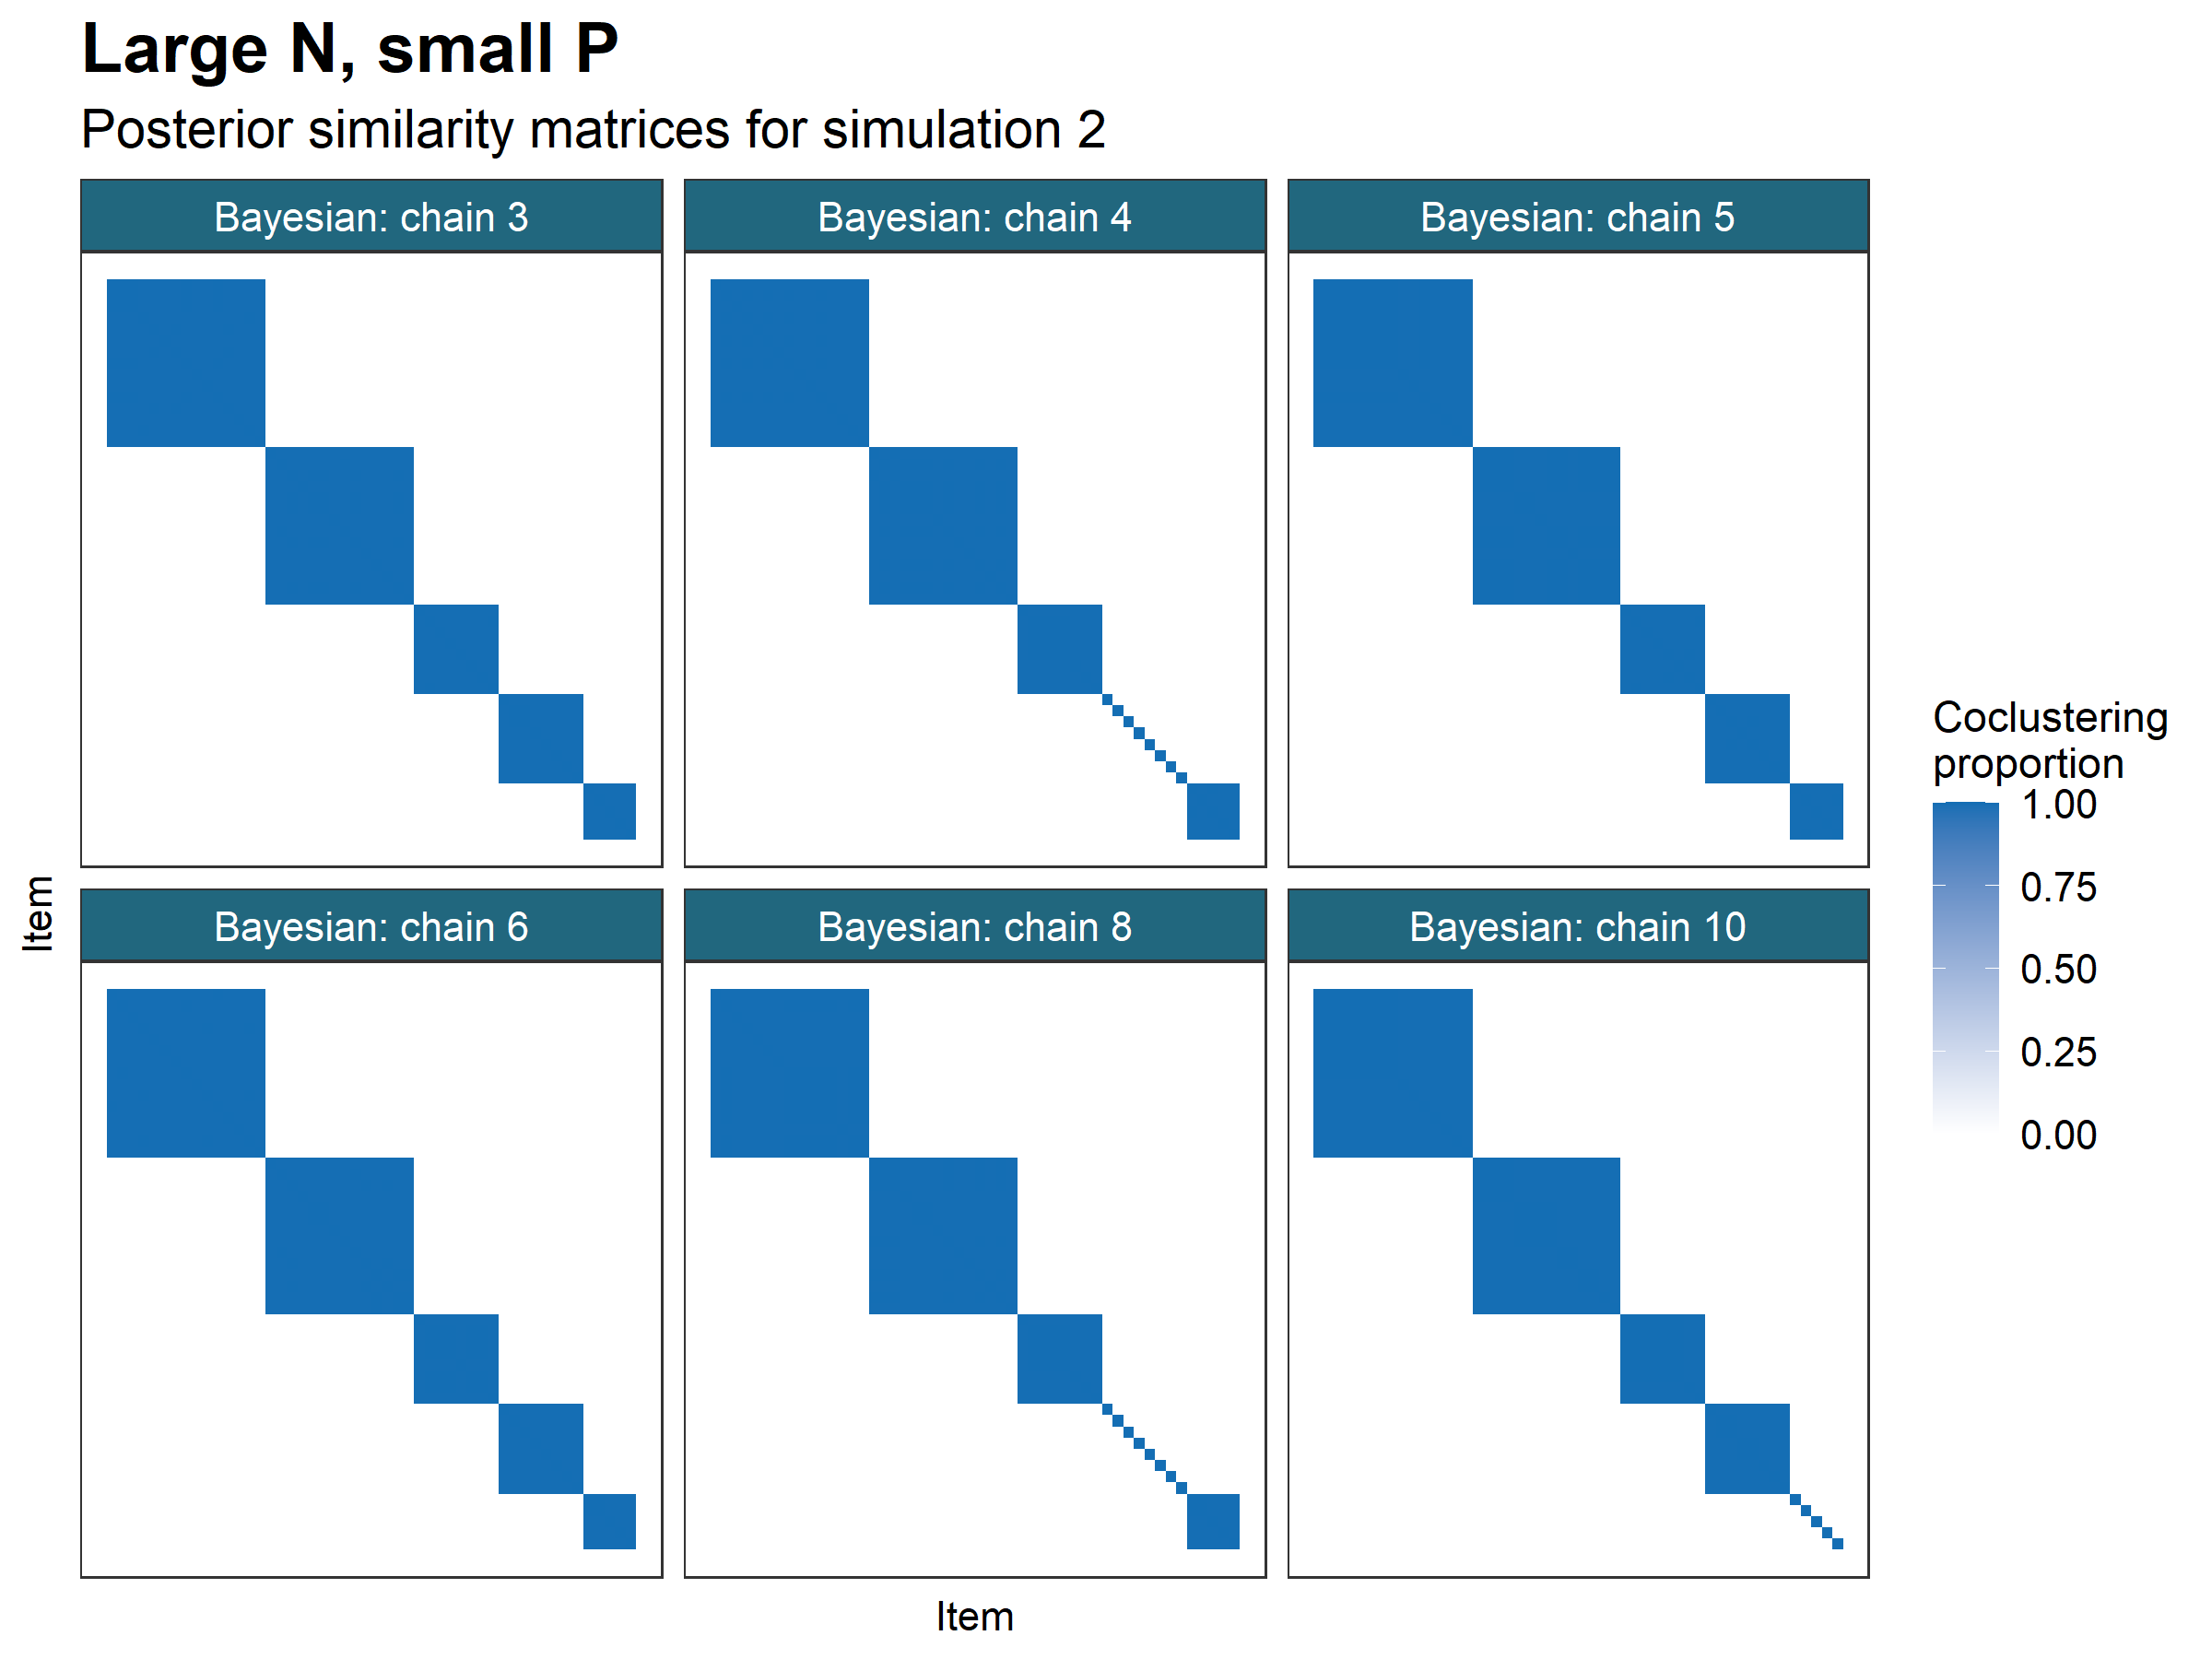 Large N, small P
Posterior similarity matrices for simulation 2
Bayesian: chain 3
Bayesian: chain 4
Bayesian: chain 5
Bayesian: chain 6
Bayesian: chain 8
Bayesian: chain 10
Item
Item
Coclustering
proportion
1.00
0.75
0.50
0.25
0.00